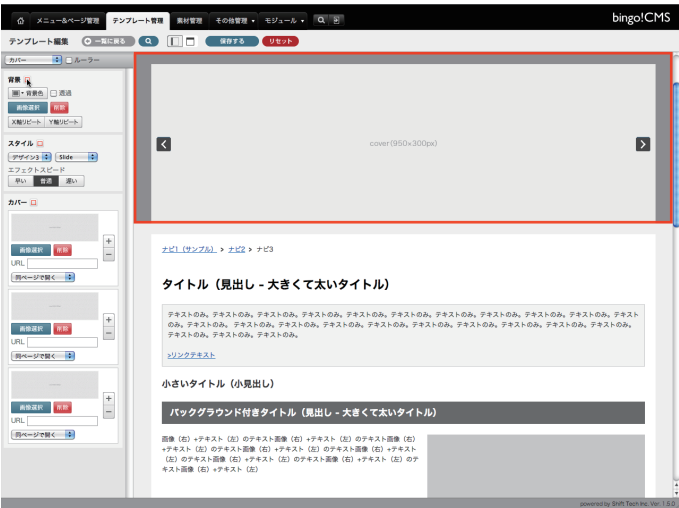 メニュー&ページ管理 テンプレート管理 素材管理 その他管理 モジュール bingo!CMS
テンプレート編集 一覧に戻る 保存する リセット
カバー ルーラー
背景
背景色 透過
画像選択 削除
X軸リピート Y軸リピート
スタイル
デザイン3 Slide
エフェクトスピード
早い 普通 遅い
カバー
画像選択 削除
URL
同ページで開く
画像選択 削除
URL
同ページで開く
画像選択 削除
URL
同ページで開く
cover(950×300px)
ナビ1（サンプル） > ナビ2 > ナビ3
タイトル（見出し - 大きくて太いタイトル）
テキストのみ。テキストのみ。テキストのみ。テキストのみ。テキストのみ。テキストのみ。テキストのみ。テキストのみ。テキストのみ。テキストのみ。テキスト
のみ。テキストのみ。 テキストのみ。テキストのみ。テキストのみ。テキストのみ。テキストのみ。テキストのみ。テキストのみ。テキストのみ。テキストのみ。
テキストのみ。テキストのみ。テキストのみ。
>リンクテキスト
小さいタイトル（小見出し）
バックグラウンド付きタイトル（見出し - 大きくて太いタイトル）
画像（右）+テキスト（左）のテキスト画像（右）+テキスト（左）のテキスト画像（右）
+テキスト（左）のテキスト画像（右）+テキスト（左）のテキスト画像（右）+テキスト
（左）のテキスト画像（右）+テキスト（左）のテキスト画像（右）+テキスト（左）のテ
キスト画像（右）+テキスト（左）
powered by Shift Tech Inc. Ver: 1.5.0